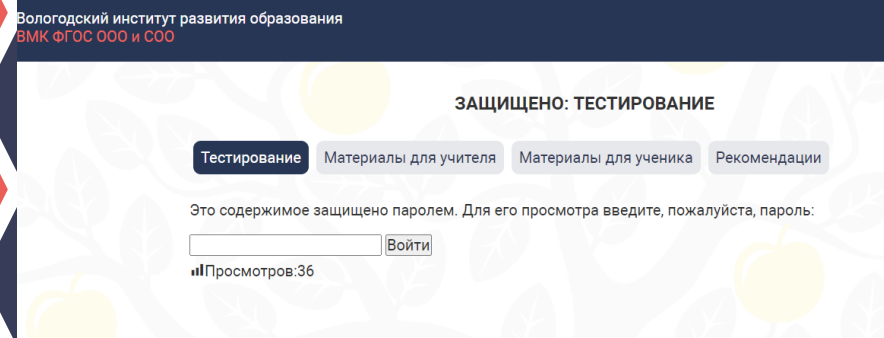 Вологодский институт развития образования
ВМК ФГОС ООО и СОО
ЗАЩИЩЕНО: ТЕСТИРОВАНИЕ
Тестирование Материалы для учителя Материалы для ученика Рекомендации
Это содержимое защищено паролем. Для его просмотра введите, пожалуйста, пароль:
Войти
Просмотров:36